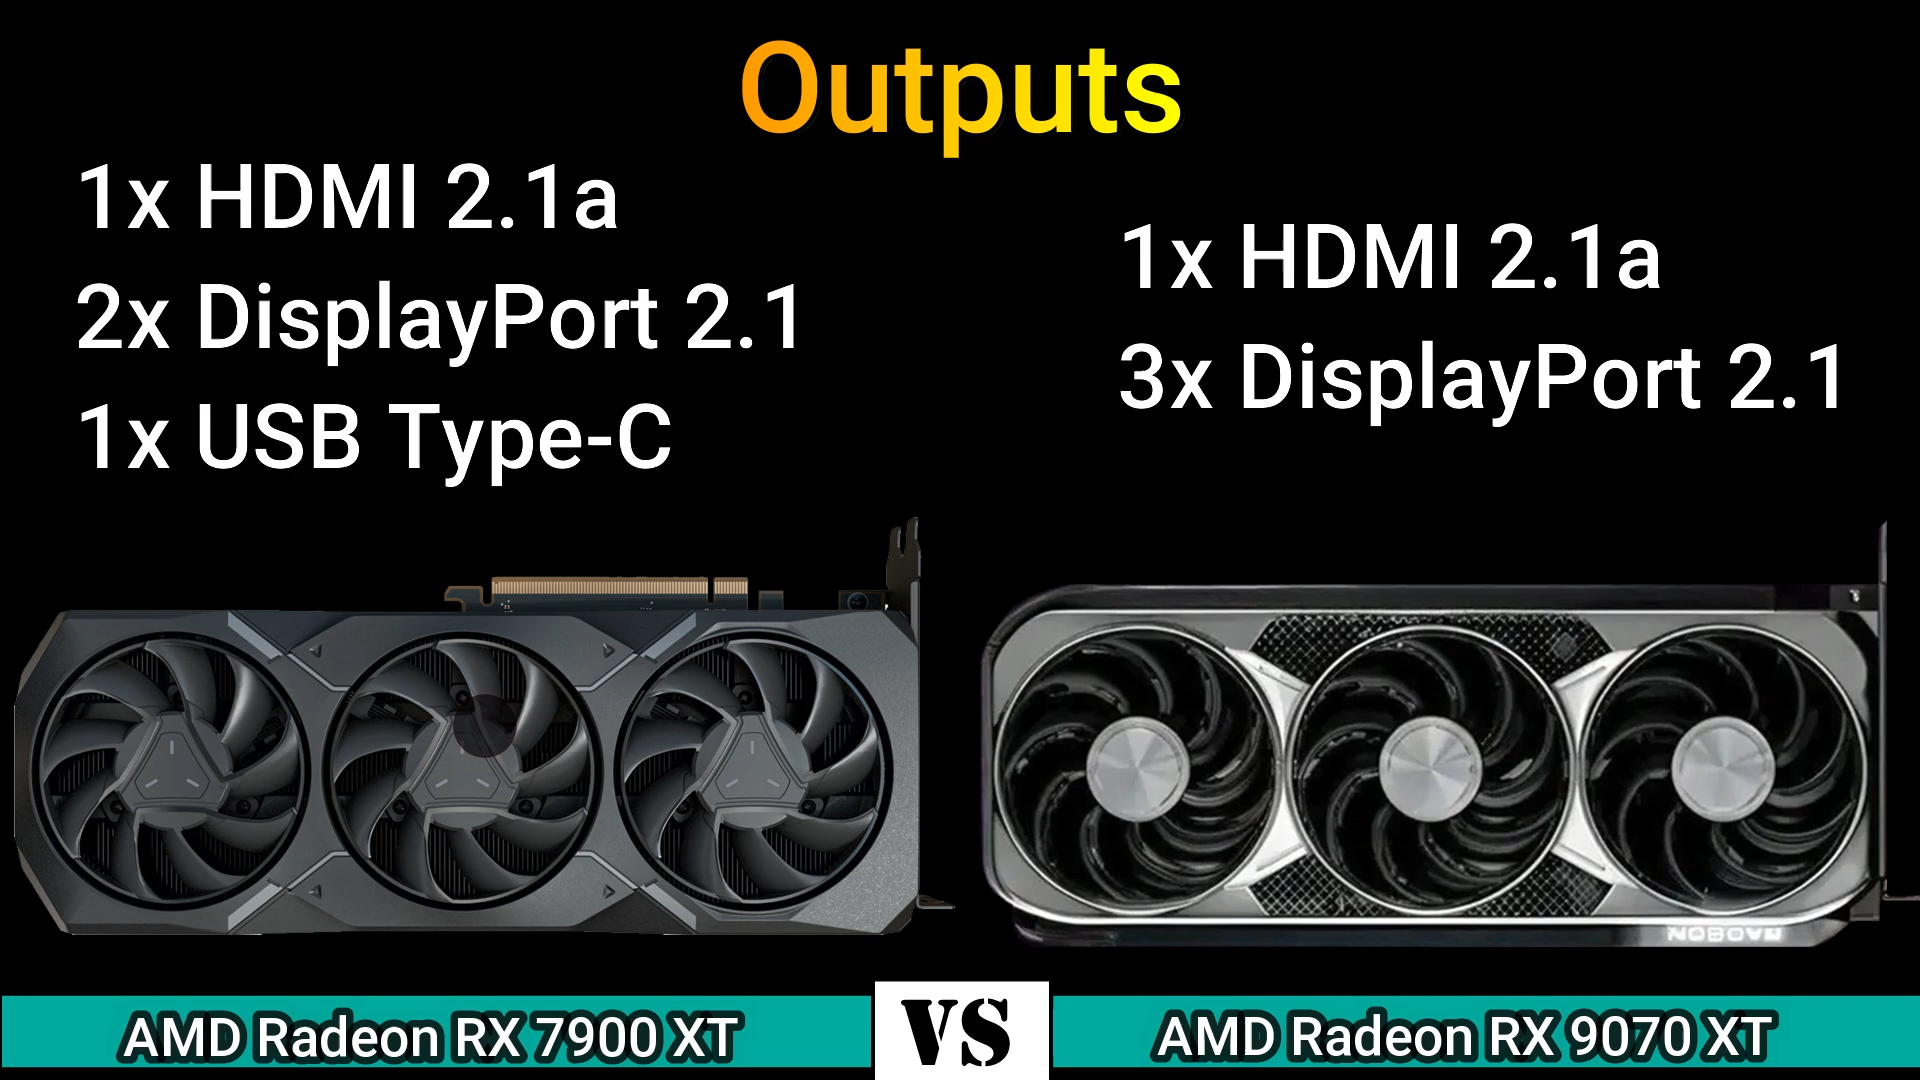 Outputs
1x HDMI 2.1a
2x DisplayPort 2.1
1x USB Type-C
1x HDMI 2.1a
3x DisplayPort 2.1
AMD Radeon RX 7900 XT
VS
AMD Radeon RX 9070 XT